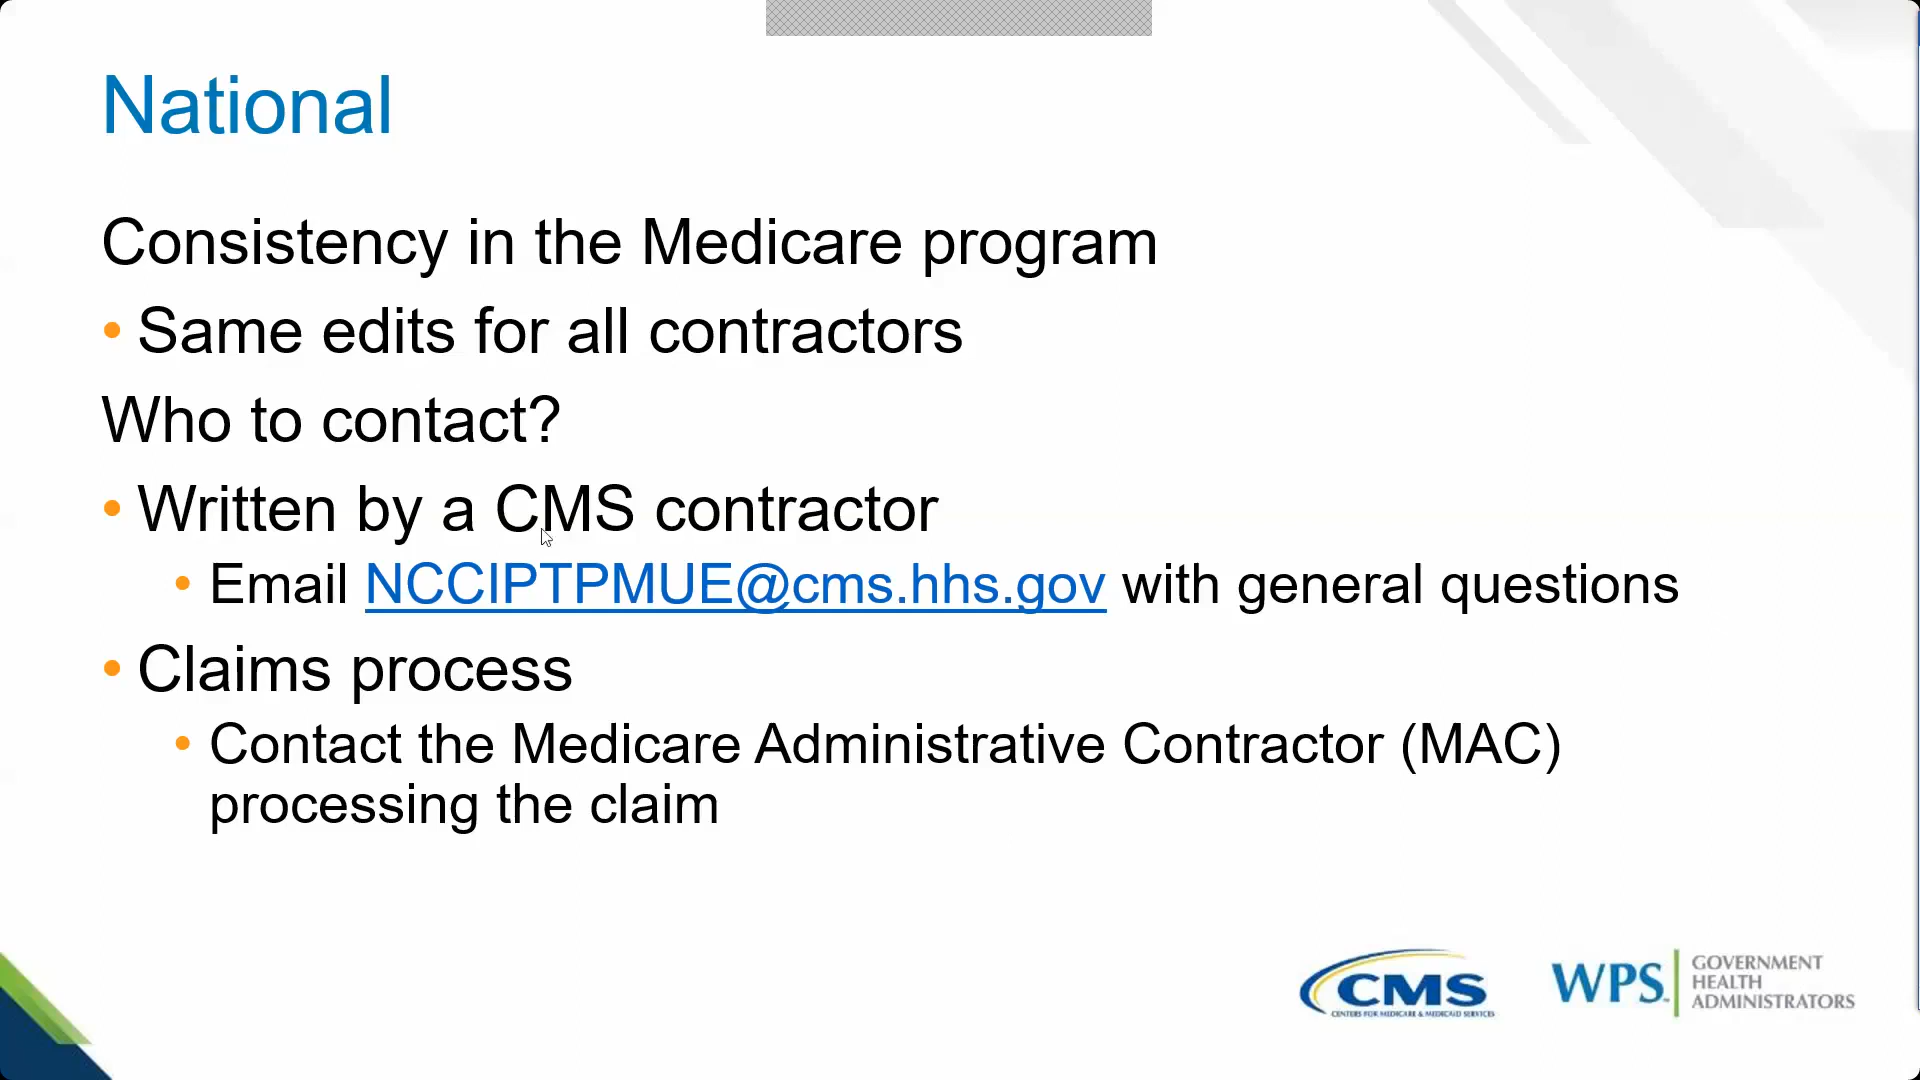 National
Consistency in the Medicare program
• Same edits for all contractors
Who to contact?
• Written by a CMS contractor
• Email NCCIPTPMUE@cms.hhs.gov with general questions
• Claims process
• Contact the Medicare Administrative Contractor (MAC)
processing the claim
CMS
CENTERS FOR MEDICARE & MEDICAID SERVICES
WPS
GOVERNMENT
HEALTH
ADMINISTRATORS